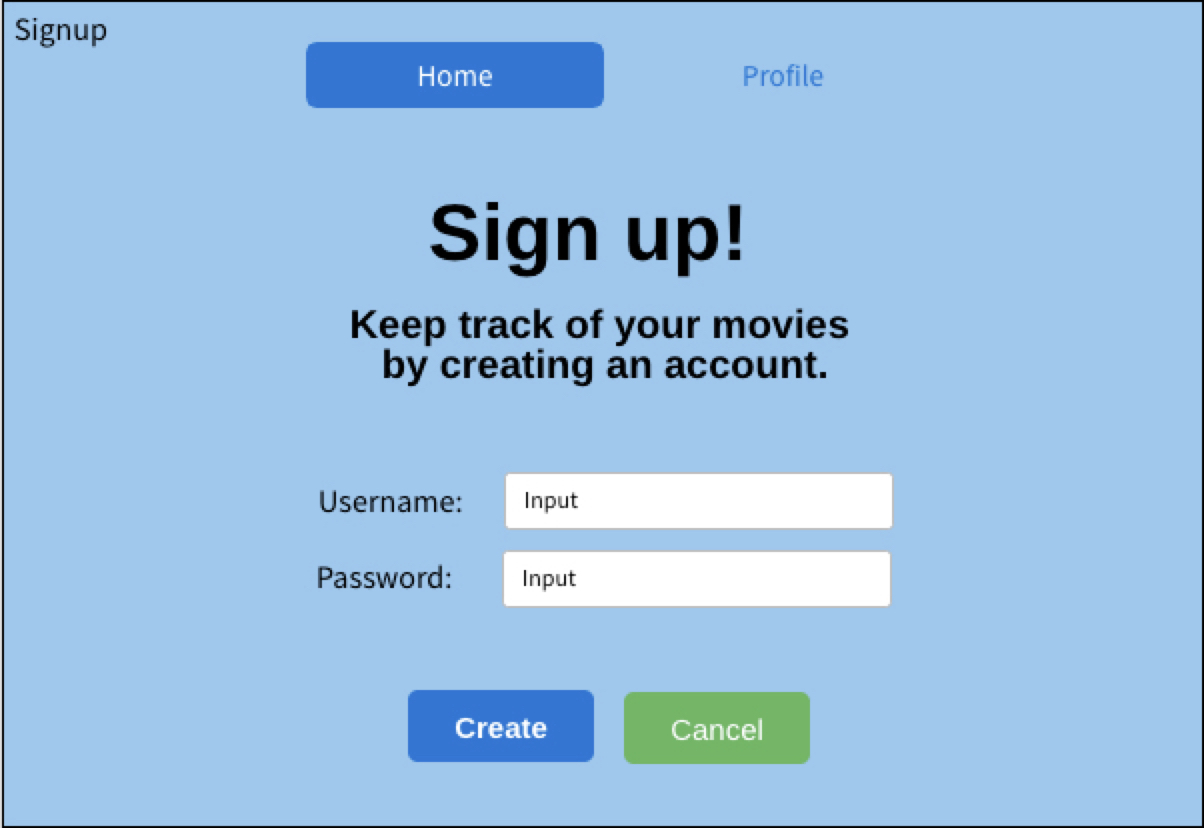 Signup
Home
Profile
Sign up!
Keep track of your movies
by creating an account.
Username:
Input
Password:
Input
Create
Cancel